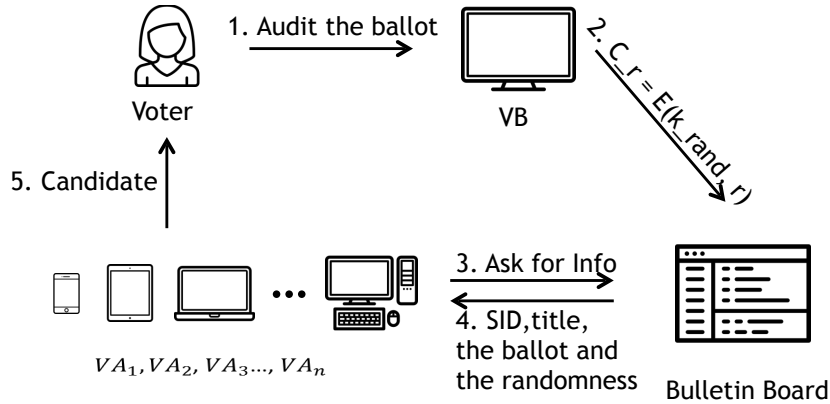 1. Audit the ballot
2. C_r = E(k_rand, r)
Voter
VB
5. Candidate
3. Ask for Info
4. SID,title,
the ballot and
the randomness
VA₁,VA₂, VA₃..., VAₙ
Bulletin Board